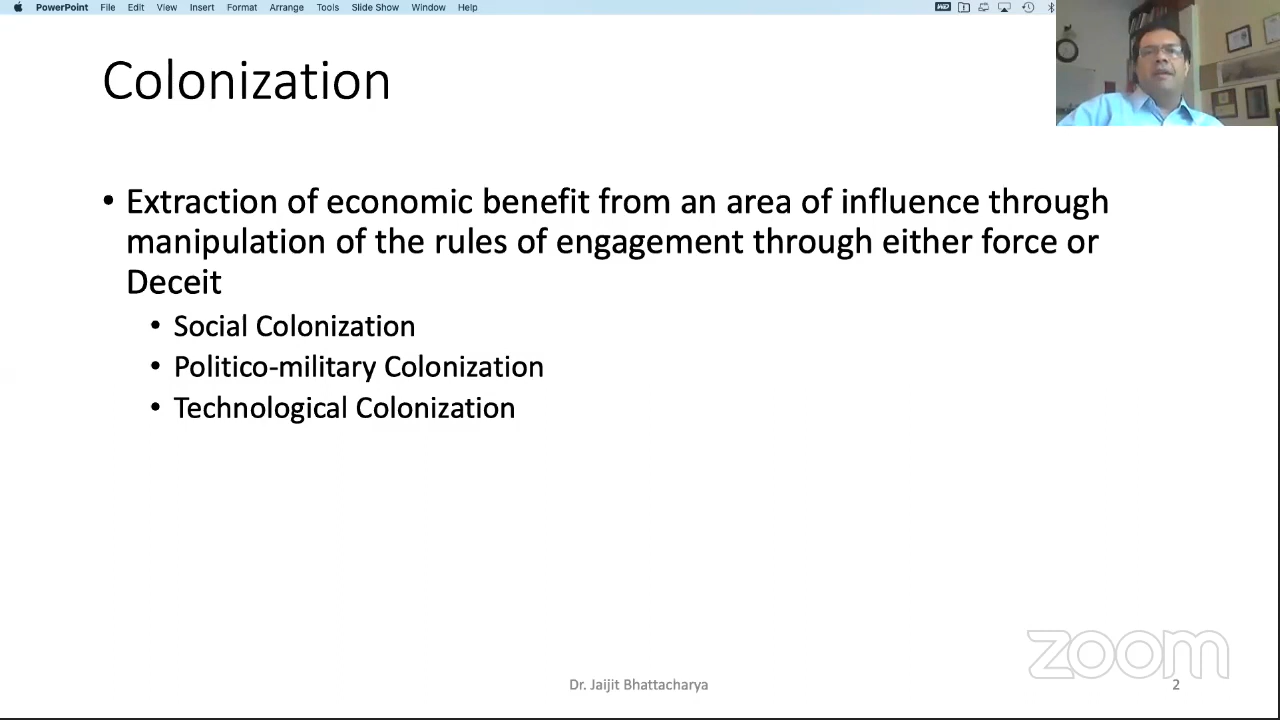 PowerPoint File Edit View Insert Format Arrange Tools Slide Show Window Help
Colonization
• Extraction of economic benefit from an area of influence through
manipulation of the rules of engagement through either force or
Deceit
• Social Colonization
• Politico-military Colonization
• Technological Colonization
zoom
Dr. Jaijit Bhattacharya
2